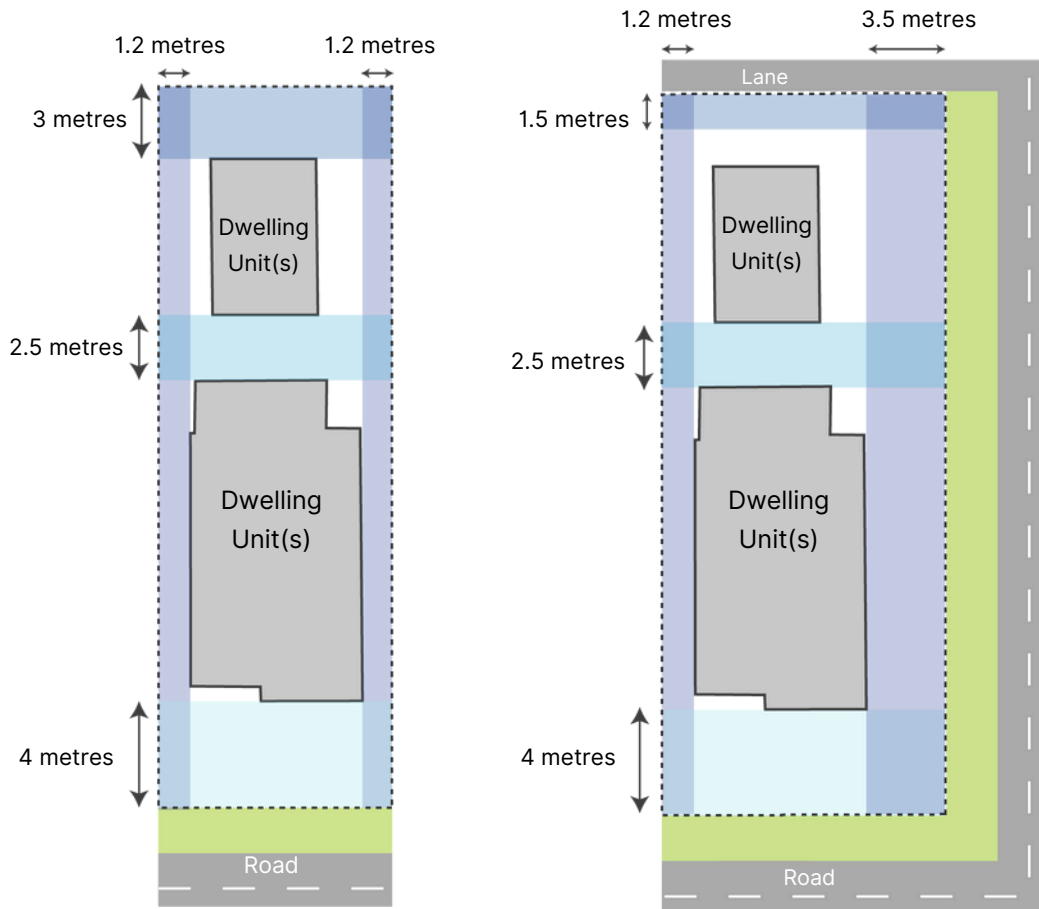 1.2 metres
1.2 metres
3 metres
Dwelling
Unit(s)
2.5 metres
Dwelling
Unit(s)
4 metres
Road
1.2 metres
3.5 metres
Lane
1.5 metres
Dwelling
Unit(s)
2.5 metres
Dwelling
Unit(s)
4 metres
Road